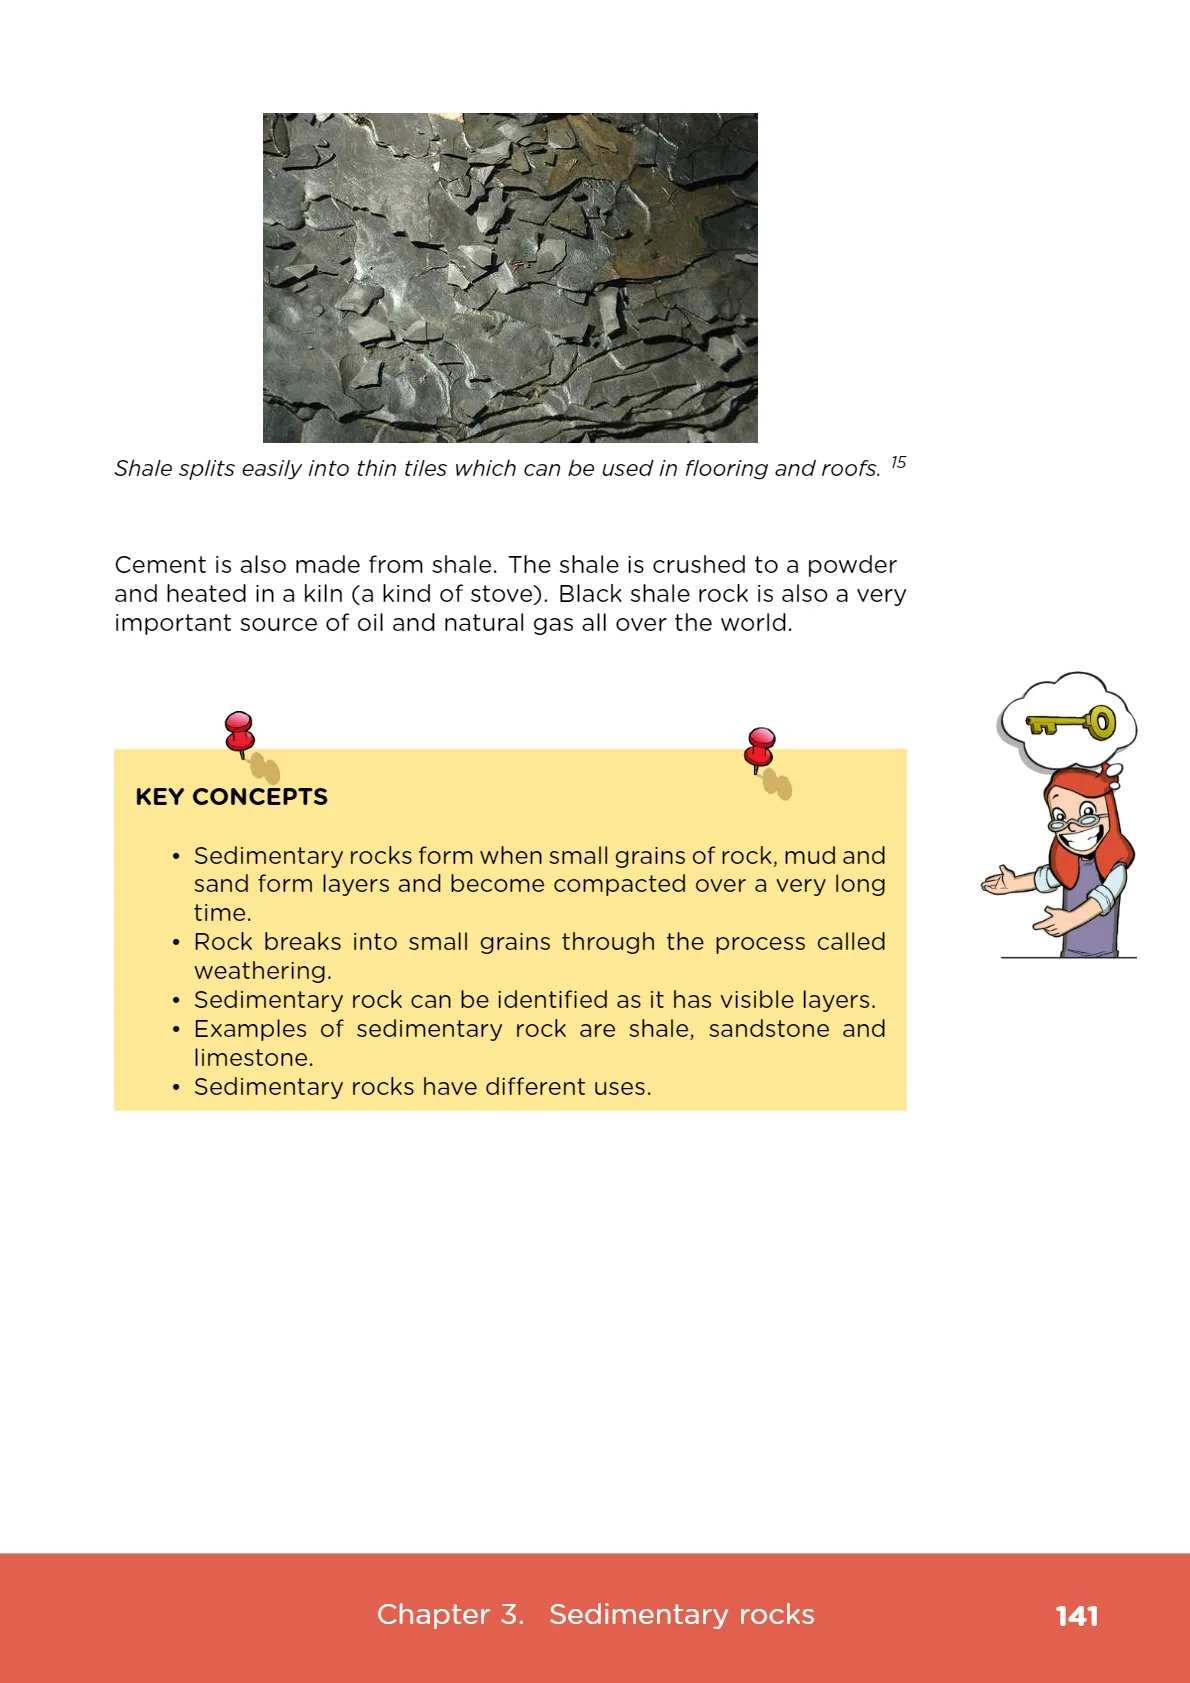 Shale splits easily into thin tiles which can be used in flooring and roofs. 15
Cement is also made from shale. The shale is crushed to a powder
and heated in a kiln (a kind of stove). Black shale rock is also a very
important source of oil and natural gas all over the world.
KEY CONCEPTS
• Sedimentary rocks form when small grains of rock, mud and
sand form layers and become compacted over a very long
time.
• Rock breaks into small grains through the process called
weathering.
• Sedimentary rock can be identified as it has visible layers.
• Examples of sedimentary rock are shale, sandstone and
limestone.
• Sedimentary rocks have different uses.
Chapter 3. Sedimentary rocks 141